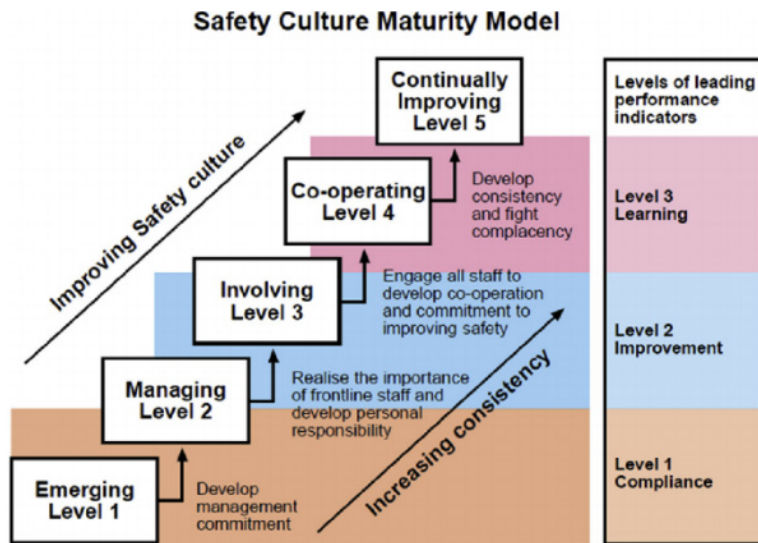 Safety Culture Maturity Model
Continually
Improving
Level 5
Levels of leading
performance
indicators
Improving Safety culture
Co-operating
Level 4
Develop
consistency
and fight
complacency
Level 3
Learning
Involving
Level 3
Engage all staff to
develop co-operation
and commitment to
improving safety
Level 2
Improvement
Managing
Level 2
Realise the importance
of frontline staff and
develop personal
responsibility
Increasing consistency
Emerging
Level 1
Develop
management
commitment
Level 1
Compliance